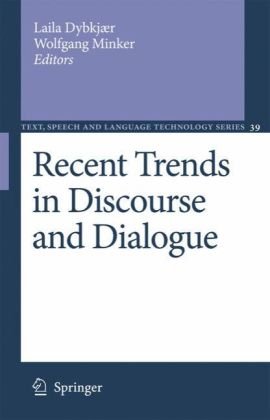 Laila Dybkjær
Wolfgang Minker
Editors
TEXT, SPEECH AND LANGUAGE TECHNOLOGY SERIES 39
Recent Trends
in Discourse
and Dialogue
Springer